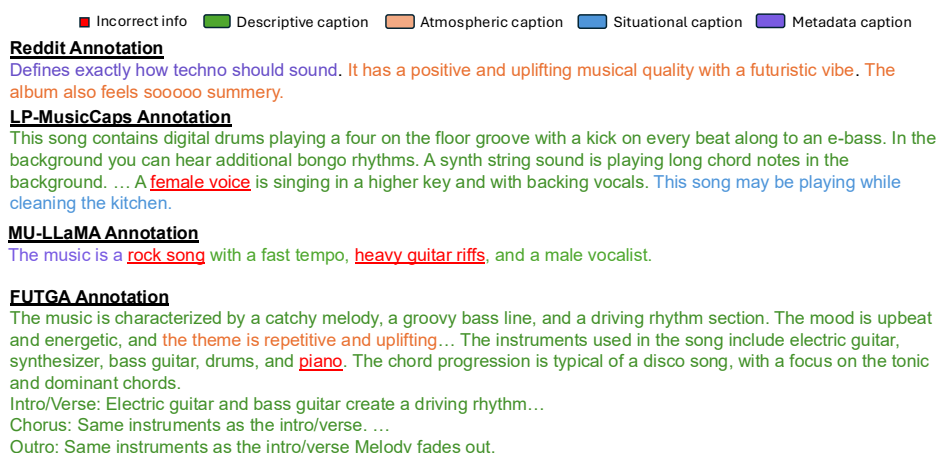 Incorrect info Descriptive caption Atmospheric caption Situational caption Metadata caption
Reddit Annotation
Defines exactly how techno should sound. It has a positive and uplifting musical quality with a futuristic vibe. The
album also feels sooooo summery.
LP-MusicCaps Annotation
This song contains digital drums playing a four on the floor groove with a kick on every beat along to an e-bass. In the
background you can hear additional bongo rhythms. A synth string sound is playing long chord notes in the
background. … A female voice is singing in a higher key and with backing vocals. This song may be playing while
cleaning the kitchen.
MU-LLaMA Annotation
The music is a rock song with a fast tempo, heavy guitar riffs, and a male vocalist.
FUTGA Annotation
The music is characterized by a catchy melody, a groovy bass line, and a driving rhythm section. The mood is upbeat
and energetic, and the theme is repetitive and uplifting… The instruments used in the song include electric guitar,
synthesizer, bass guitar, drums, and piano. The chord progression is typical of a disco song, with a focus on the tonic
and dominant chords.
Intro/Verse: Electric guitar and bass guitar create a driving rhythm…
Chorus: Same instruments as the intro/verse. …
Outro: Same instruments as the intro/verse Melody fades out.